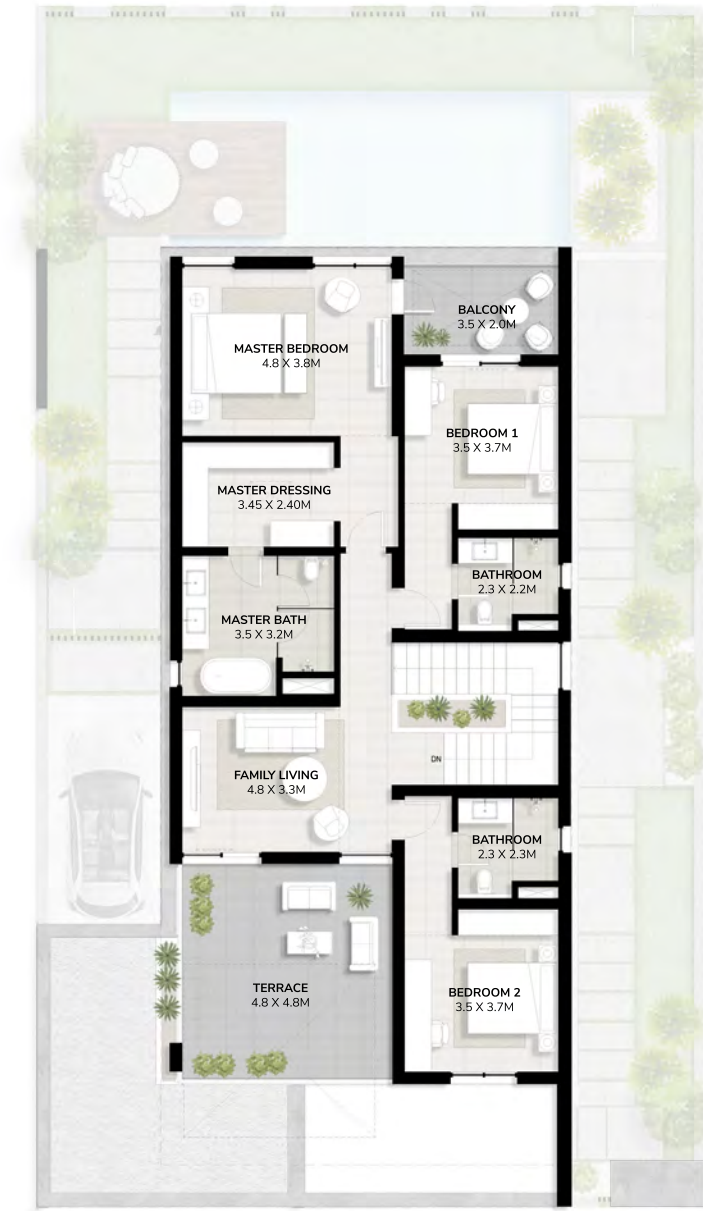 BALCONY
3.5 X 2.0M
MASTER BEDROOM
4.8 X 3.8M
BEDROOM 1
3.5 X 3.7M
MASTER DRESSING
3.45 X 2.40M
BATHROOM
2.3 X 2.2M
MASTER BATH
3.5 X 3.2M
DN
FAMILY LIVING
4.8 X 3.3M
BATHROOM
2.3 X 2.3M
TERRACE
4.8 X 4.8M
BEDROOM 2
3.5 X 3.7M